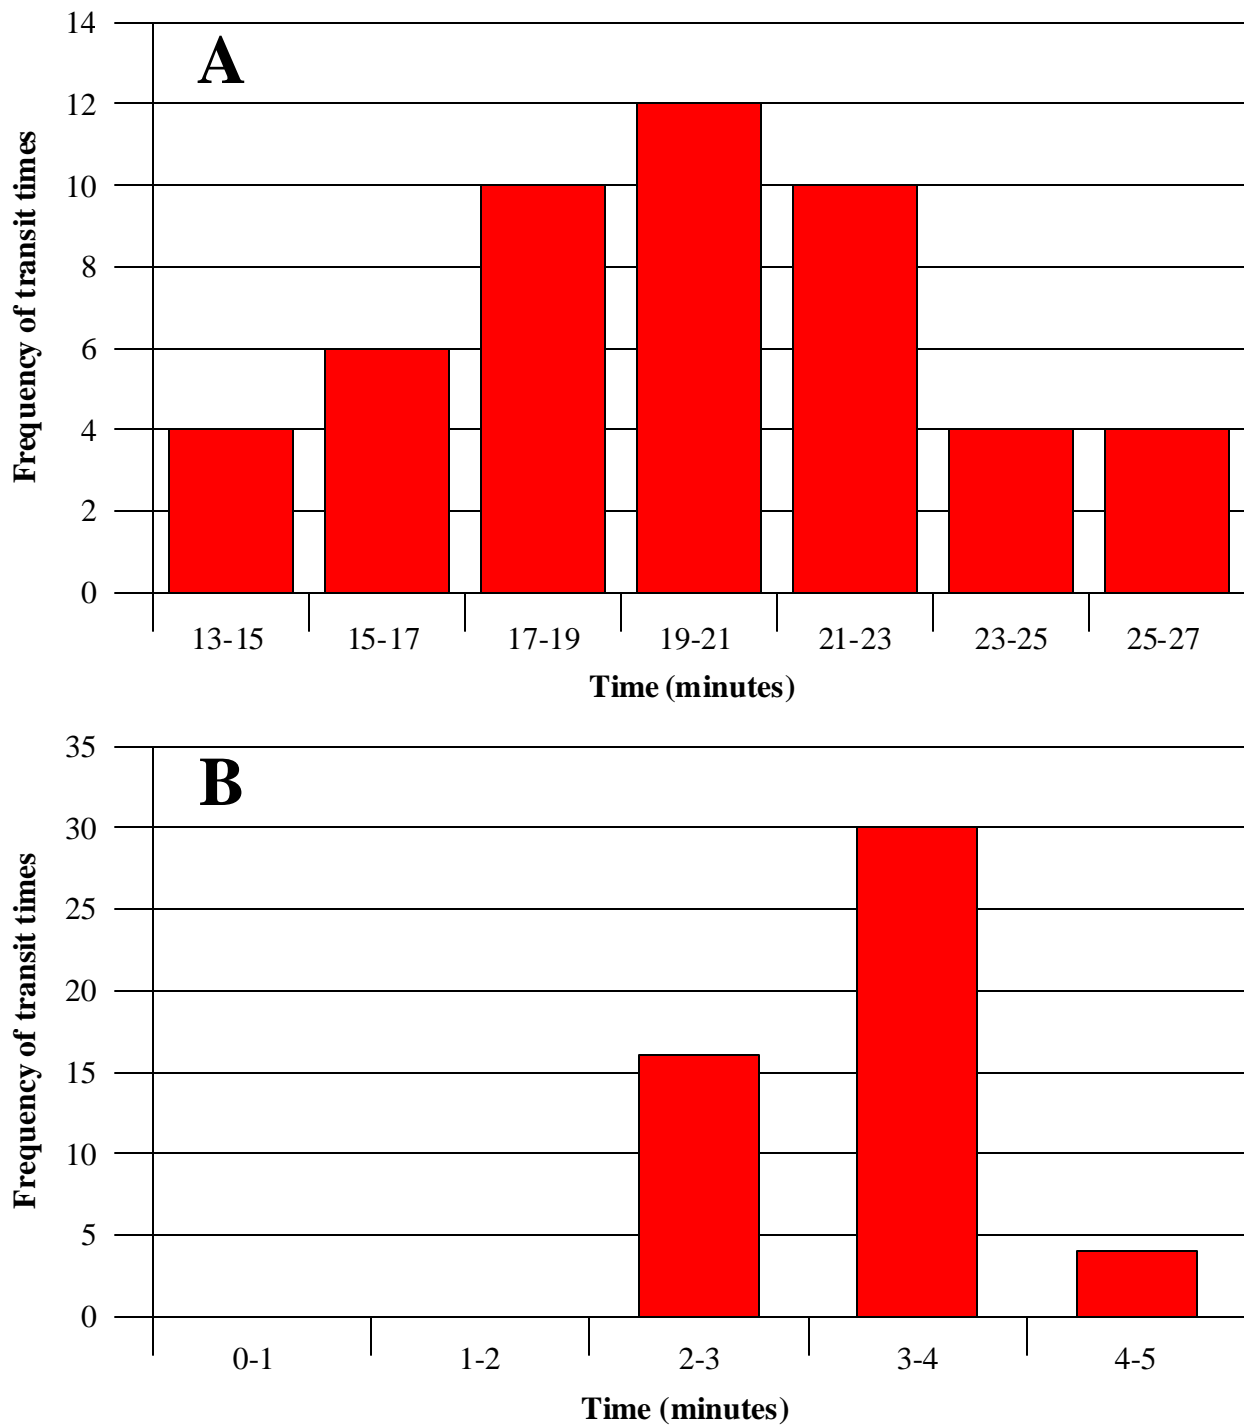 A
Frequency of transit times
14
12
10
8
6
4
2
0
13-15 15-17 17-19 19-21 21-23 23-25 25-27
Time (minutes)
B
Frequency of transit times
35
30
25
20
15
10
5
0
0-1 1-2 2-3 3-4 4-5
Time (minutes)